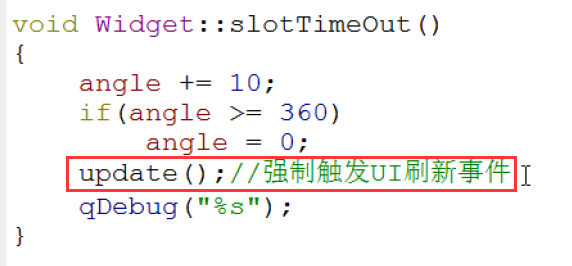 void Widget::slotTimeOut()
{
    angle += 10;
    if(angle >= 360)
        angle = 0;
    update();//强制触发UI刷新事件
    qDebug("%s");
}